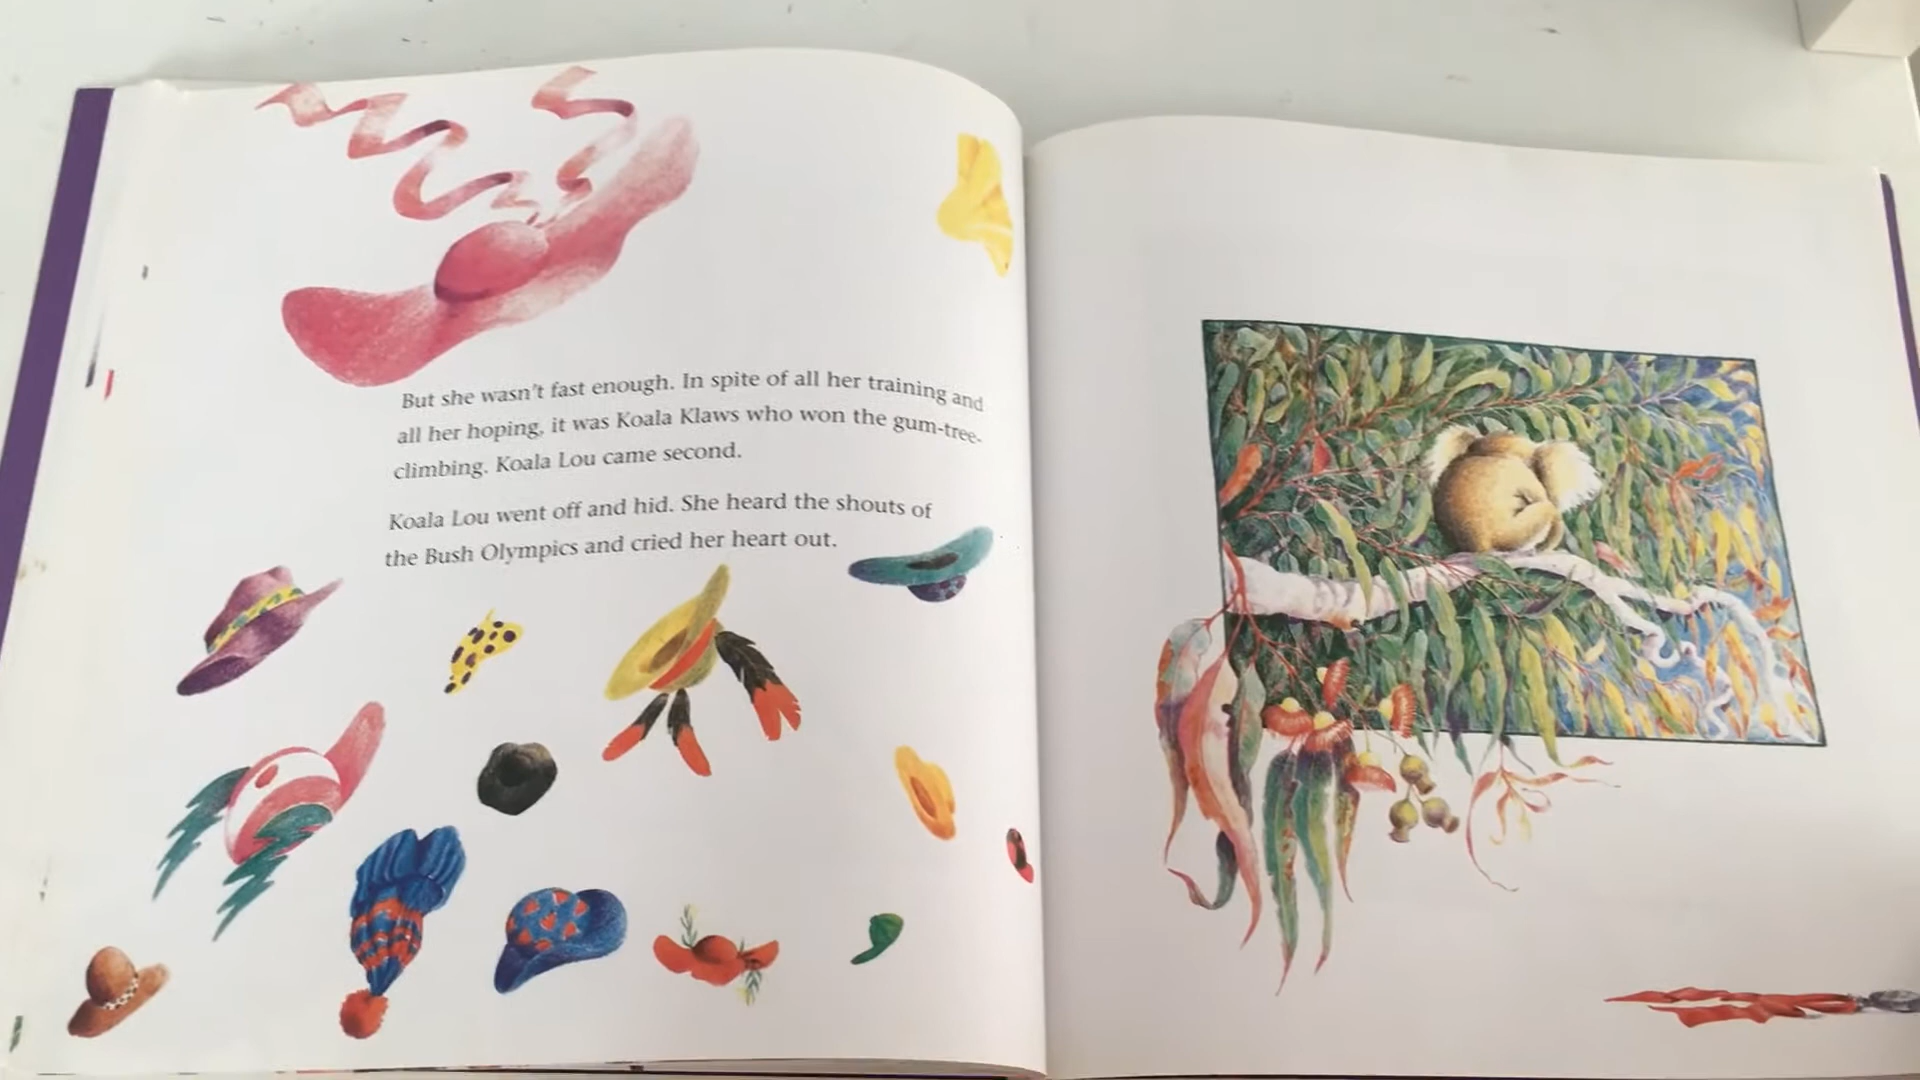 But she wasn't fast enough. In spite of all her training and
all her hoping, it was Koala Klaws who won the gum-tree-
climbing. Koala Lou came second.
Koala Lou went off and hid. She heard the shouts of
the Bush Olympics and cried her heart out.